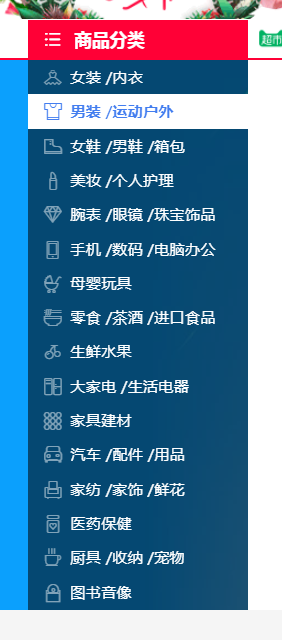 商品分类
超市
女装 /内衣
男装 /运动户外
女鞋 /男鞋 /箱包
美妆 /个人护理
腕表 /眼镜 /珠宝饰品
手机 /数码 /电脑办公
母婴玩具
零食 /茶酒 /进口食品
生鲜水果
大家电 /生活电器
家具建材
汽车 /配件 /用品
家纺 /家饰 /鲜花
医药保健
厨具 /收纳 /宠物
图书音像